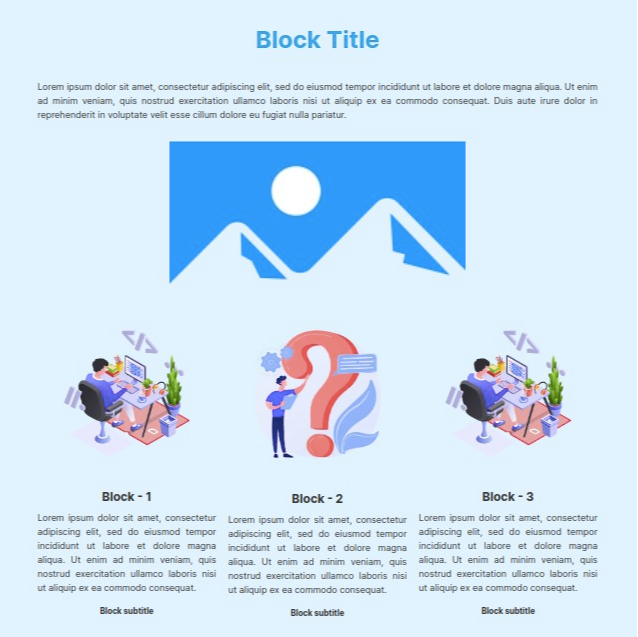 Block Title
Lorem ipsum dolor sit amet, consectetur adipiscing elit, sed do eiusmod tempor incididunt ut labore et dolore magna aliqua. Ut enim
ad minim veniam, quis nostrud exercitation ullamco laboris nisi ut aliquip ex ea commodo consequat. Duis aute irure dolor in
reprehenderit in voluptate velit esse cillum dolore eu fugiat nulla pariatur.
</>
Block - 1
Lorem ipsum dolor sit amet, consectetur
adipiscing elit, sed do eiusmod tempor
incididunt ut labore et dolore magna
aliqua. Ut enim ad minim veniam, quis
nostrud exercitation ullamco laboris nisi
ut aliquip ex ea commodo consequat.
Block subtitle
?
Block - 2
Lorem ipsum dolor sit amet, consectetur
adipiscing elit, sed do eiusmod tempor
incididunt ut labore et dolore magna
aliqua. Ut enim ad minim veniam, quis
nostrud exercitation ullamco laboris nisi
ut aliquip ex ea commodo consequat.
Block subtitle
</>
Block - 3
Lorem ipsum dolor sit amet, consectetur
adipiscing elit, sed do eiusmod tempor
incididunt ut labore et dolore magna
aliqua. Ut enim ad minim veniam, quis
nostrud exercitation ullamco laboris nisi
ut aliquip ex ea commodo consequat.
Block subtitle